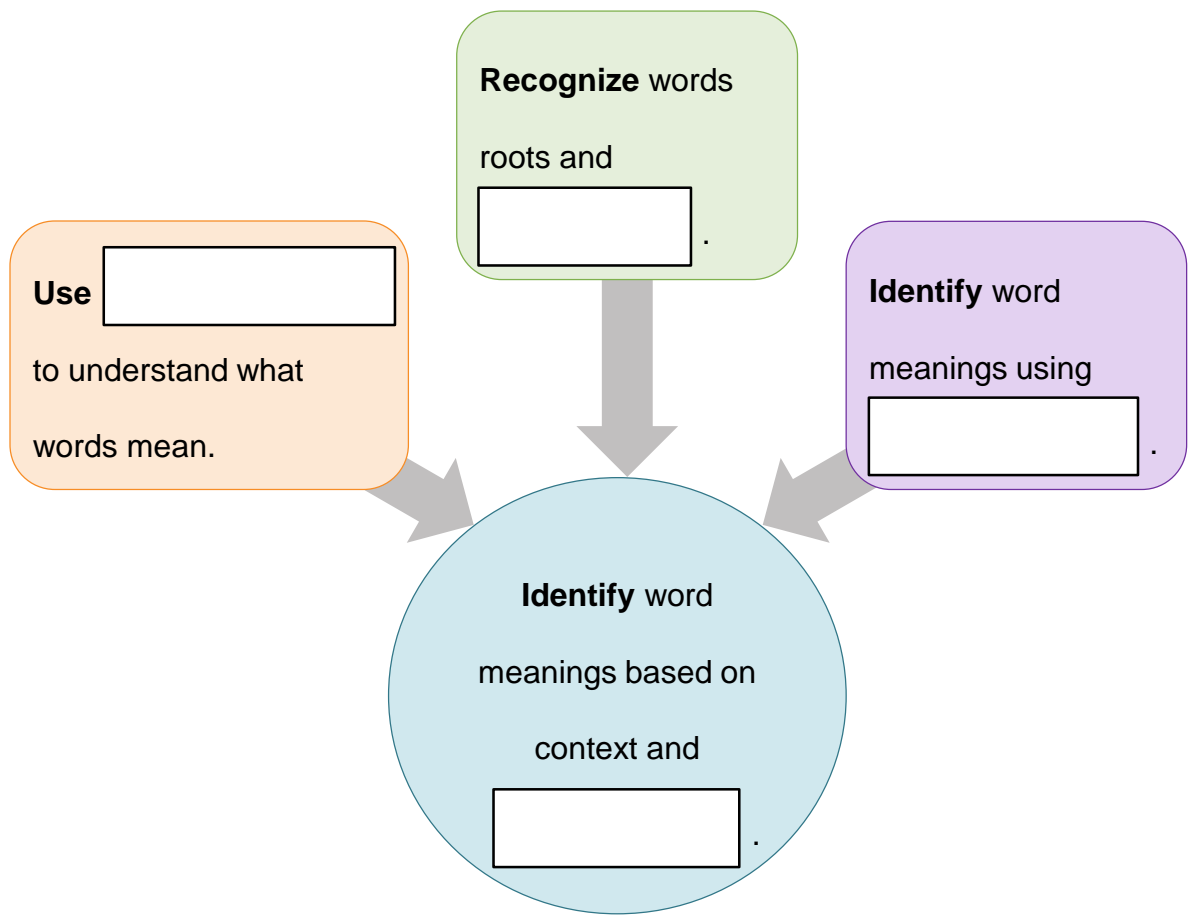 Recognize words
roots and
.
Use
to understand what
words mean.
Identify word
meanings using
.
Identify word
meanings based on
context and
.